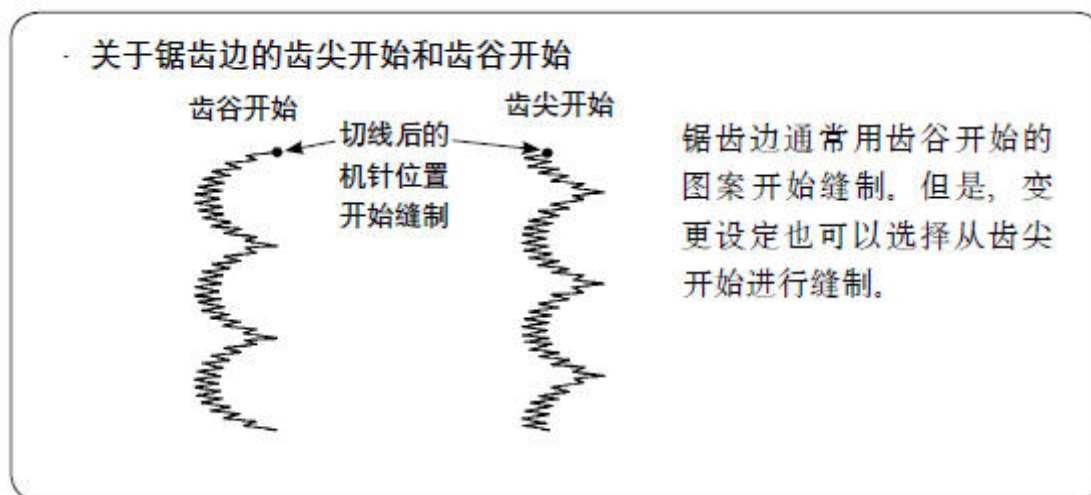 · 关于锯齿边的齿尖开始和齿谷开始
齿谷开始
齿尖开始
切线后的
机针位置
开始缝制
锯齿边通常用齿谷开始的
图案开始缝制。但是，变
更设定也可以选择从齿尖
开始进行缝制。